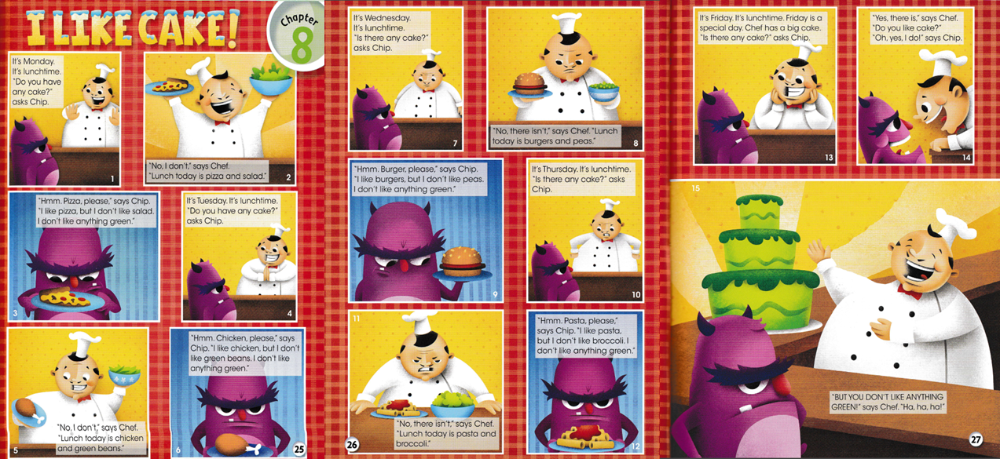 I LIKE CAKE!
Chapter
8
It's Monday.
It's lunchtime.
"Do you have
any cake?"
asks Chip.
1
"No, I don't," says Chef.
"Lunch today is pizza and salad."
2
"Hmm. Pizza, please," says Chip.
"I like pizza, but I don't like salad.
I don't like anything green."
3
It's Tuesday. It's lunchtime.
"Do you have any cake?"
asks Chip.
4
"No, I don't," says Chef.
"Lunch today is chicken
and green beans."
5
"Hmm. Chicken, please," says
Chip. "I like chicken, but I don't
like green beans. I don't like
anything green."
6
25
It's Wednesday.
It's lunchtime.
"Is there any cake?"
asks Chip.
7
"No, there isn't," says Chef. "Lunch
today is burgers and peas."
8
"Hmm. Burger, please," says Chip.
"I like burgers, but I don't like peas.
I don't like anything green."
9
It's Thursday. It's lunchtime.
"Is there any cake?" asks
Chip.
10
11
"No, there isn't," says Chef.
"Lunch today is pasta and
broccoli."
26
"Hmm. Pasta, please,"
says Chip. "I like pasta,
but I don't like broccoli. I
don't like anything green."
12
It's Friday. It's lunchtime. Friday is a
special day. Chef has a big cake.
"Is there any cake?" asks Chip.
13
"Yes, there is," says Chef.
"Do you like cake?"
"Oh, yes, I do!" says Chip.
14
15
"BUT YOU DON'T LIKE ANYTHING
GREEN!" says Chef. "Ha, ha, ha!"
27